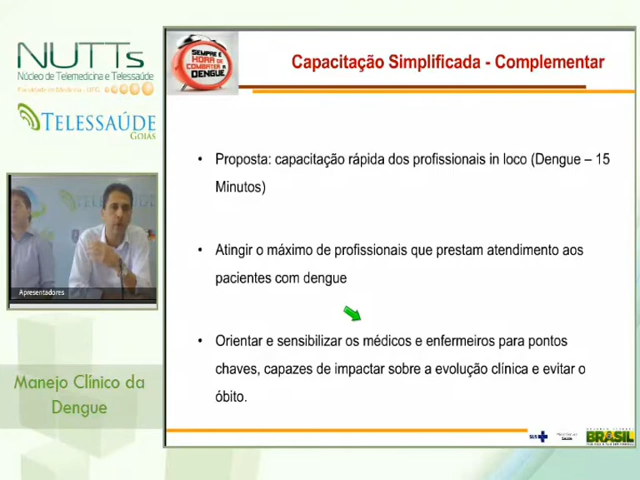 NUTTs
Núcleo de Telemedicina e Telessaúde
TELESSAÚDE
GOIÁS
SEMPRE É
HORA DE
COMBATER A
DENGUE
Capacitação Simplificada - Complementar
• Proposta: capacitação rápida dos profissionais in loco (Dengue – 15
Minutos)
• Atingir o máximo de profissionais que prestam atendimento aos
pacientes com dengue
• Orientar e sensibilizar os médicos e enfermeiros para pontos
chaves, capazes de impactar sobre a evolução clínica e evitar o
óbito.
Apresentadores
Manejo Clínico da
Dengue
SUS
BRASIL